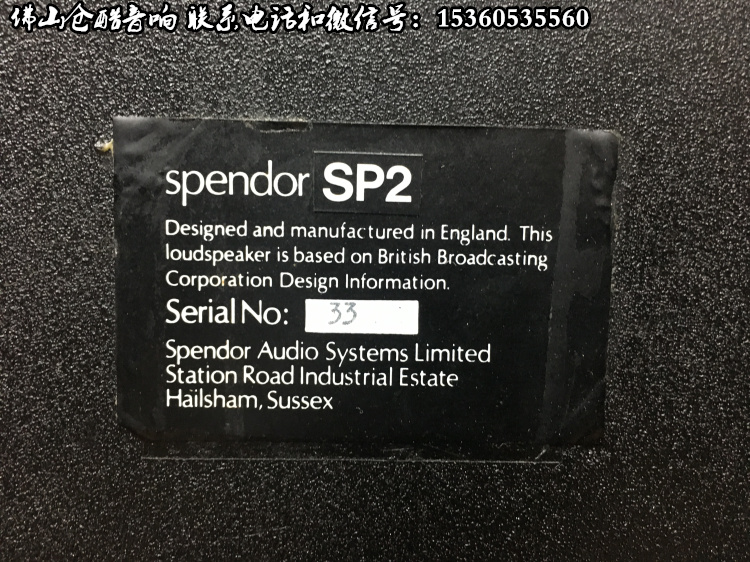 佛山仓酷音响 联系电话和微信号：15360535560
spendor SP2
Designed and manufactured in England. This
loudspeaker is based on British Broadcasting
Corporation Design Information.
Serial No: 33
Spendor Audio Systems Limited
Station Road Industrial Estate
Hailsham, Sussex